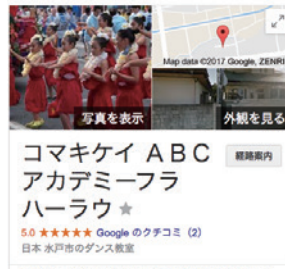 Map data ©2017 Google, ZENRI
写真を表示
外観を見る
コマキケイ ＡＢＣ
アカデミーフラ
ハーラウ
経路案内
5.0 ★★★★★ Google のクチコミ（2）
日本 水戸市のダンス教室